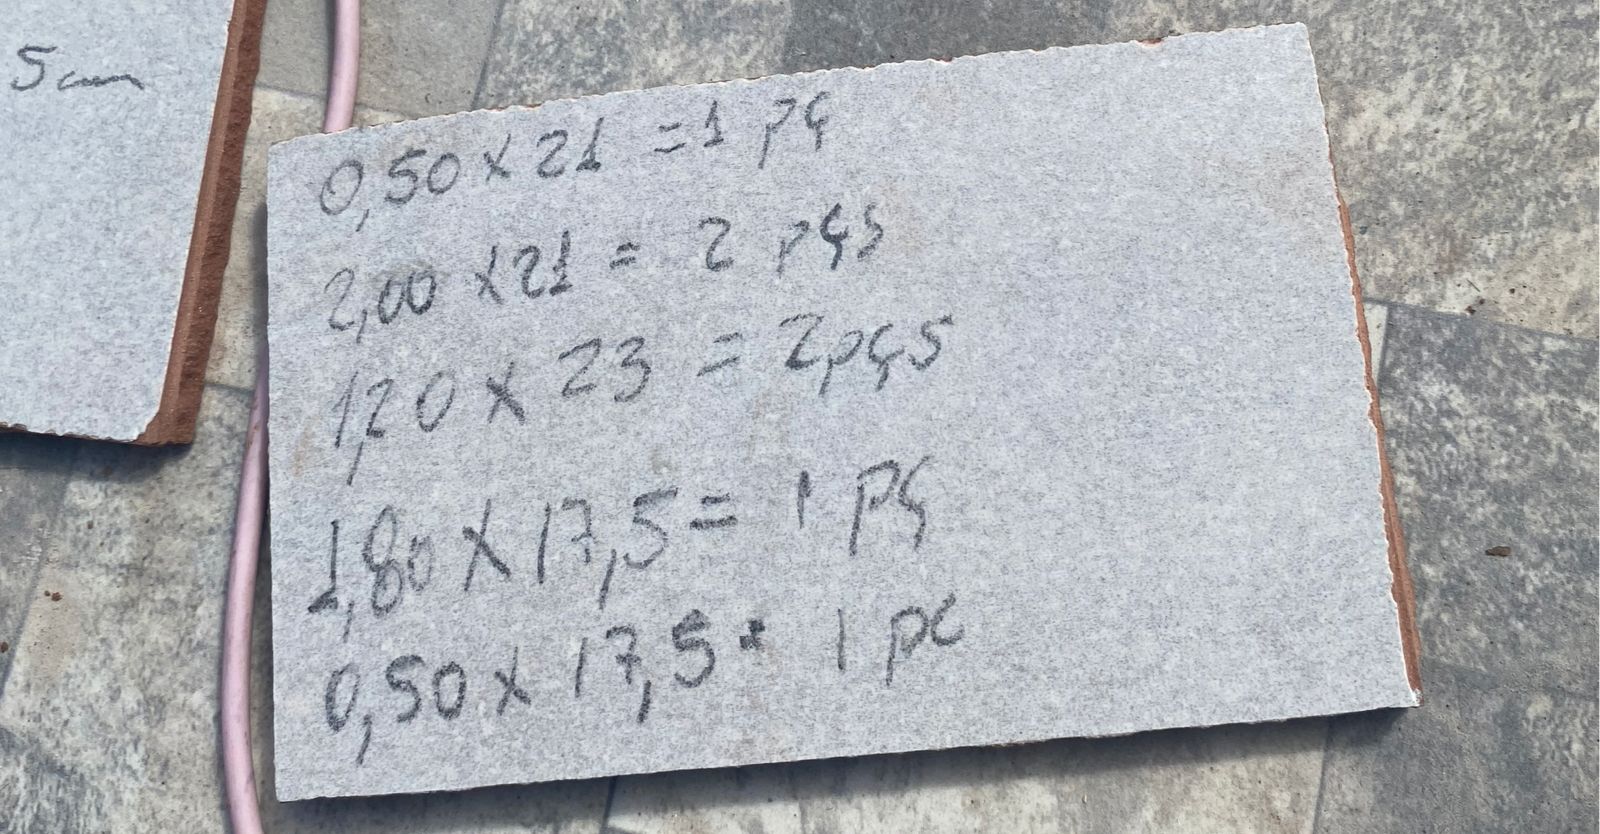 5cm
0,50 x 21 = 1 pç
2,00 x 21 = 2 pçs
1,20 x 23 = 2pçs
1,80 x 17,5 = 1 pç
0,50 x 17,5 = 1 pc